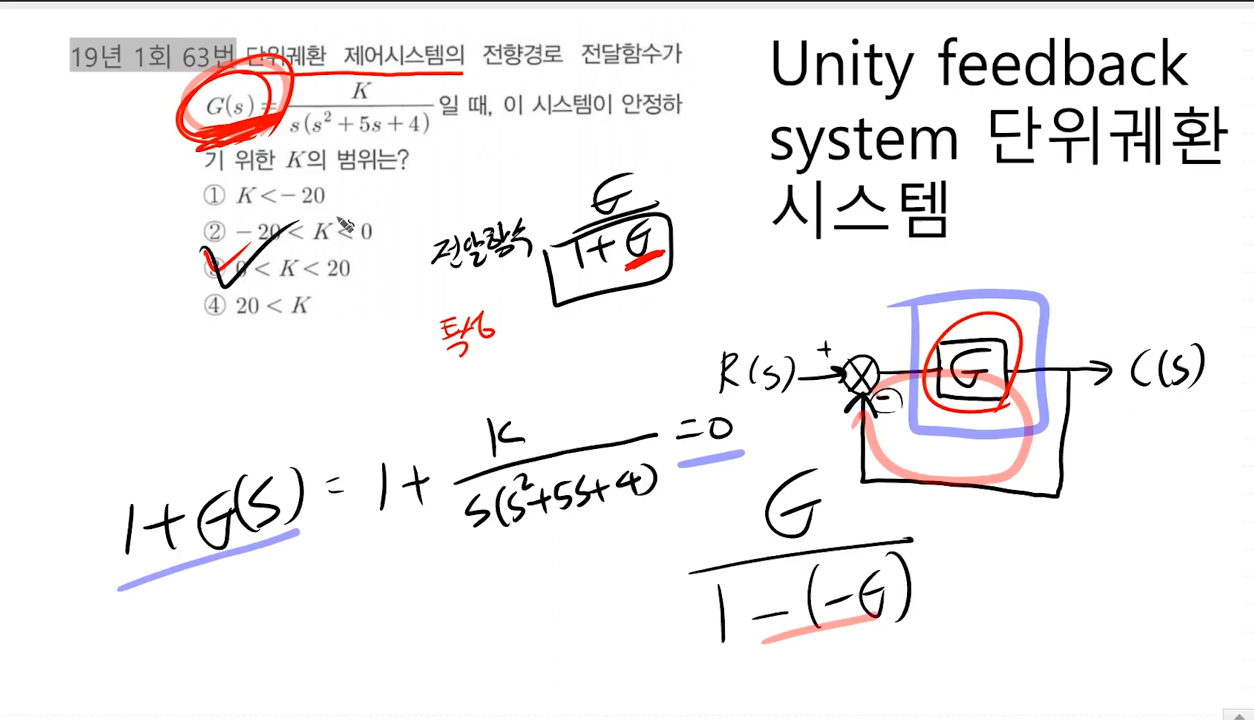 19년 1회 63번 단위궤환 제어시스템의 전향경로 전달함수가
G(s) = K / s(s² + 5s + 4) 일 때, 이 시스템이 안정하
기 위한 K의 범위는?
① K < − 20
② − 20 < K < 0
③ 0 < K < 20
④ 20 < K
Unity feedback
system 단위궤환
시스템
전달함수 G / 1 + G
특성
R(s) + − G C(s)
1 + G(s) = 1 + K / s(s² + 5s + 4) = 0
G / 1 − (−G)